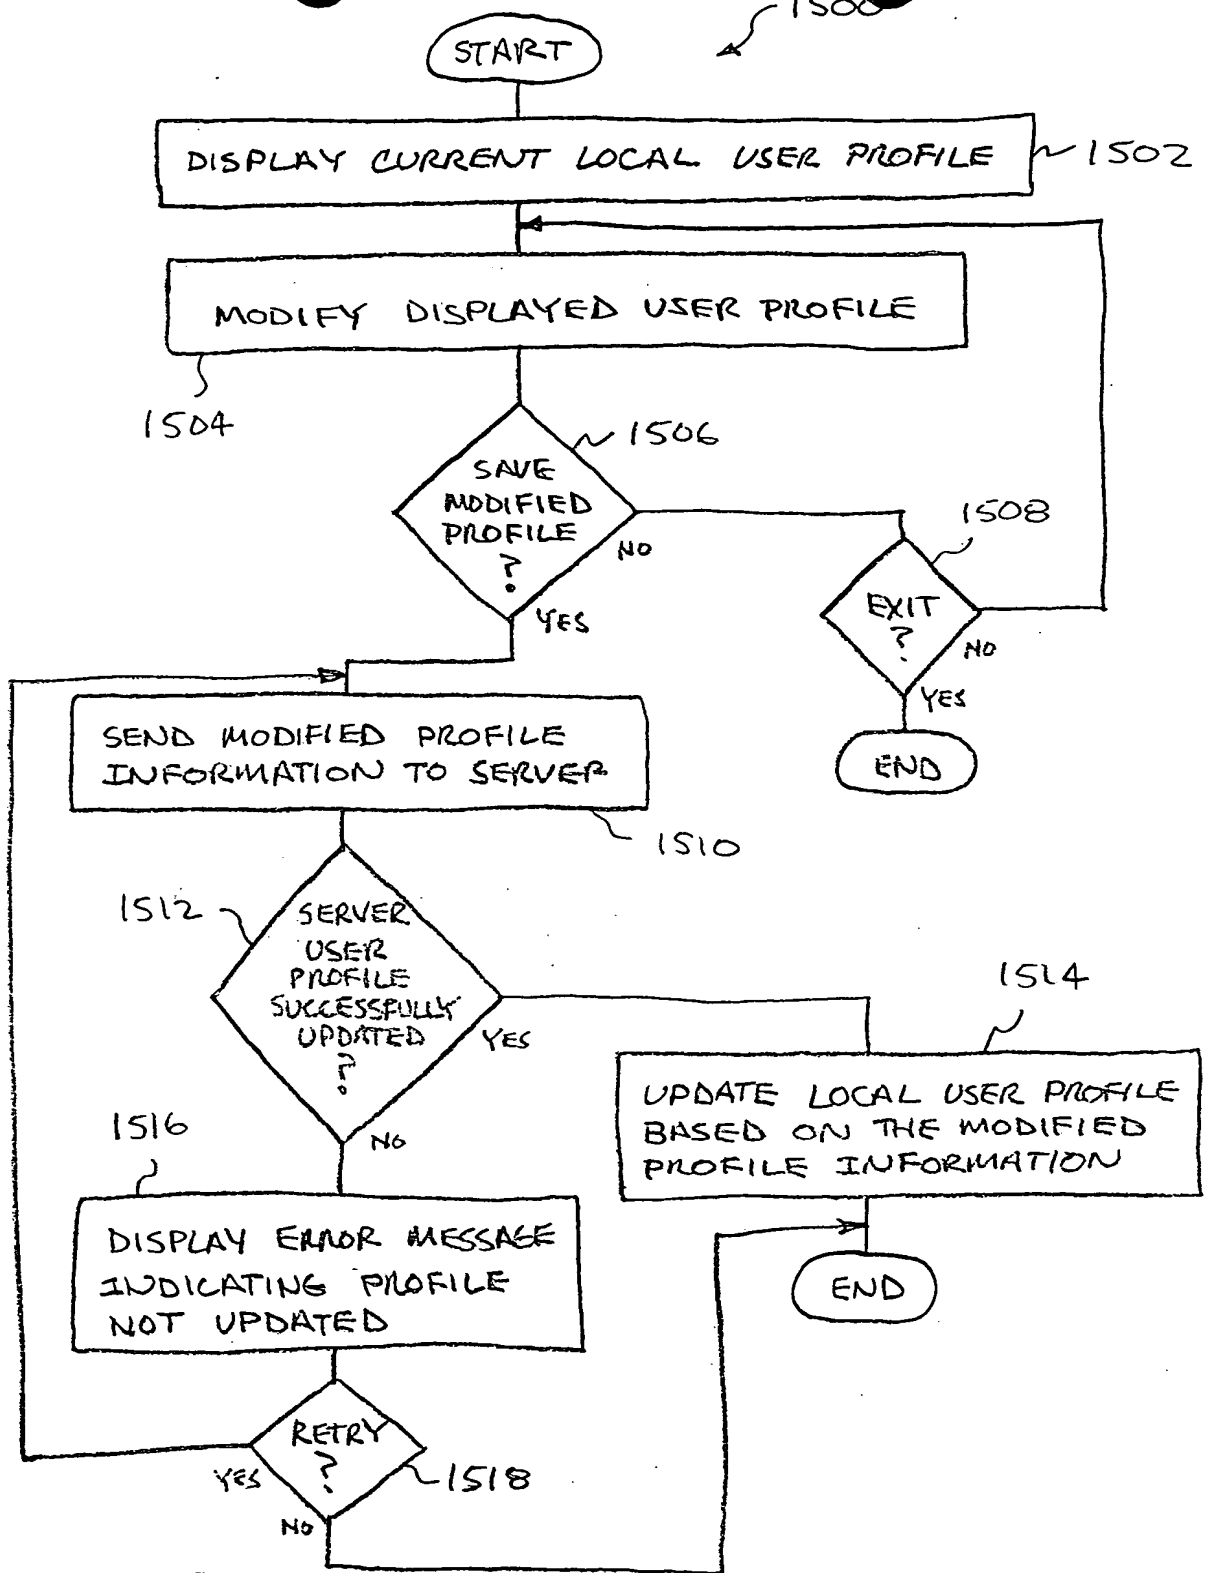 1500
START
DISPLAY CURRENT LOCAL USER PROFILE
1502
MODIFY DISPLAYED USER PROFILE
1504
SAVE
MODIFIED
PROFILE
?
1506
NO
YES
1508
EXIT
?
NO
YES
END
SEND MODIFIED PROFILE
INFORMATION TO SERVER
1510
1512
SERVER
USER
PROFILE
SUCCESSFULLY
UPDATED
?
YES
NO
1514
UPDATE LOCAL USER PROFILE
BASED ON THE MODIFIED
PROFILE INFORMATION
END
1516
DISPLAY ERROR MESSAGE
INDICATING PROFILE
NOT UPDATED
RETRY
?
1518
YES
NO